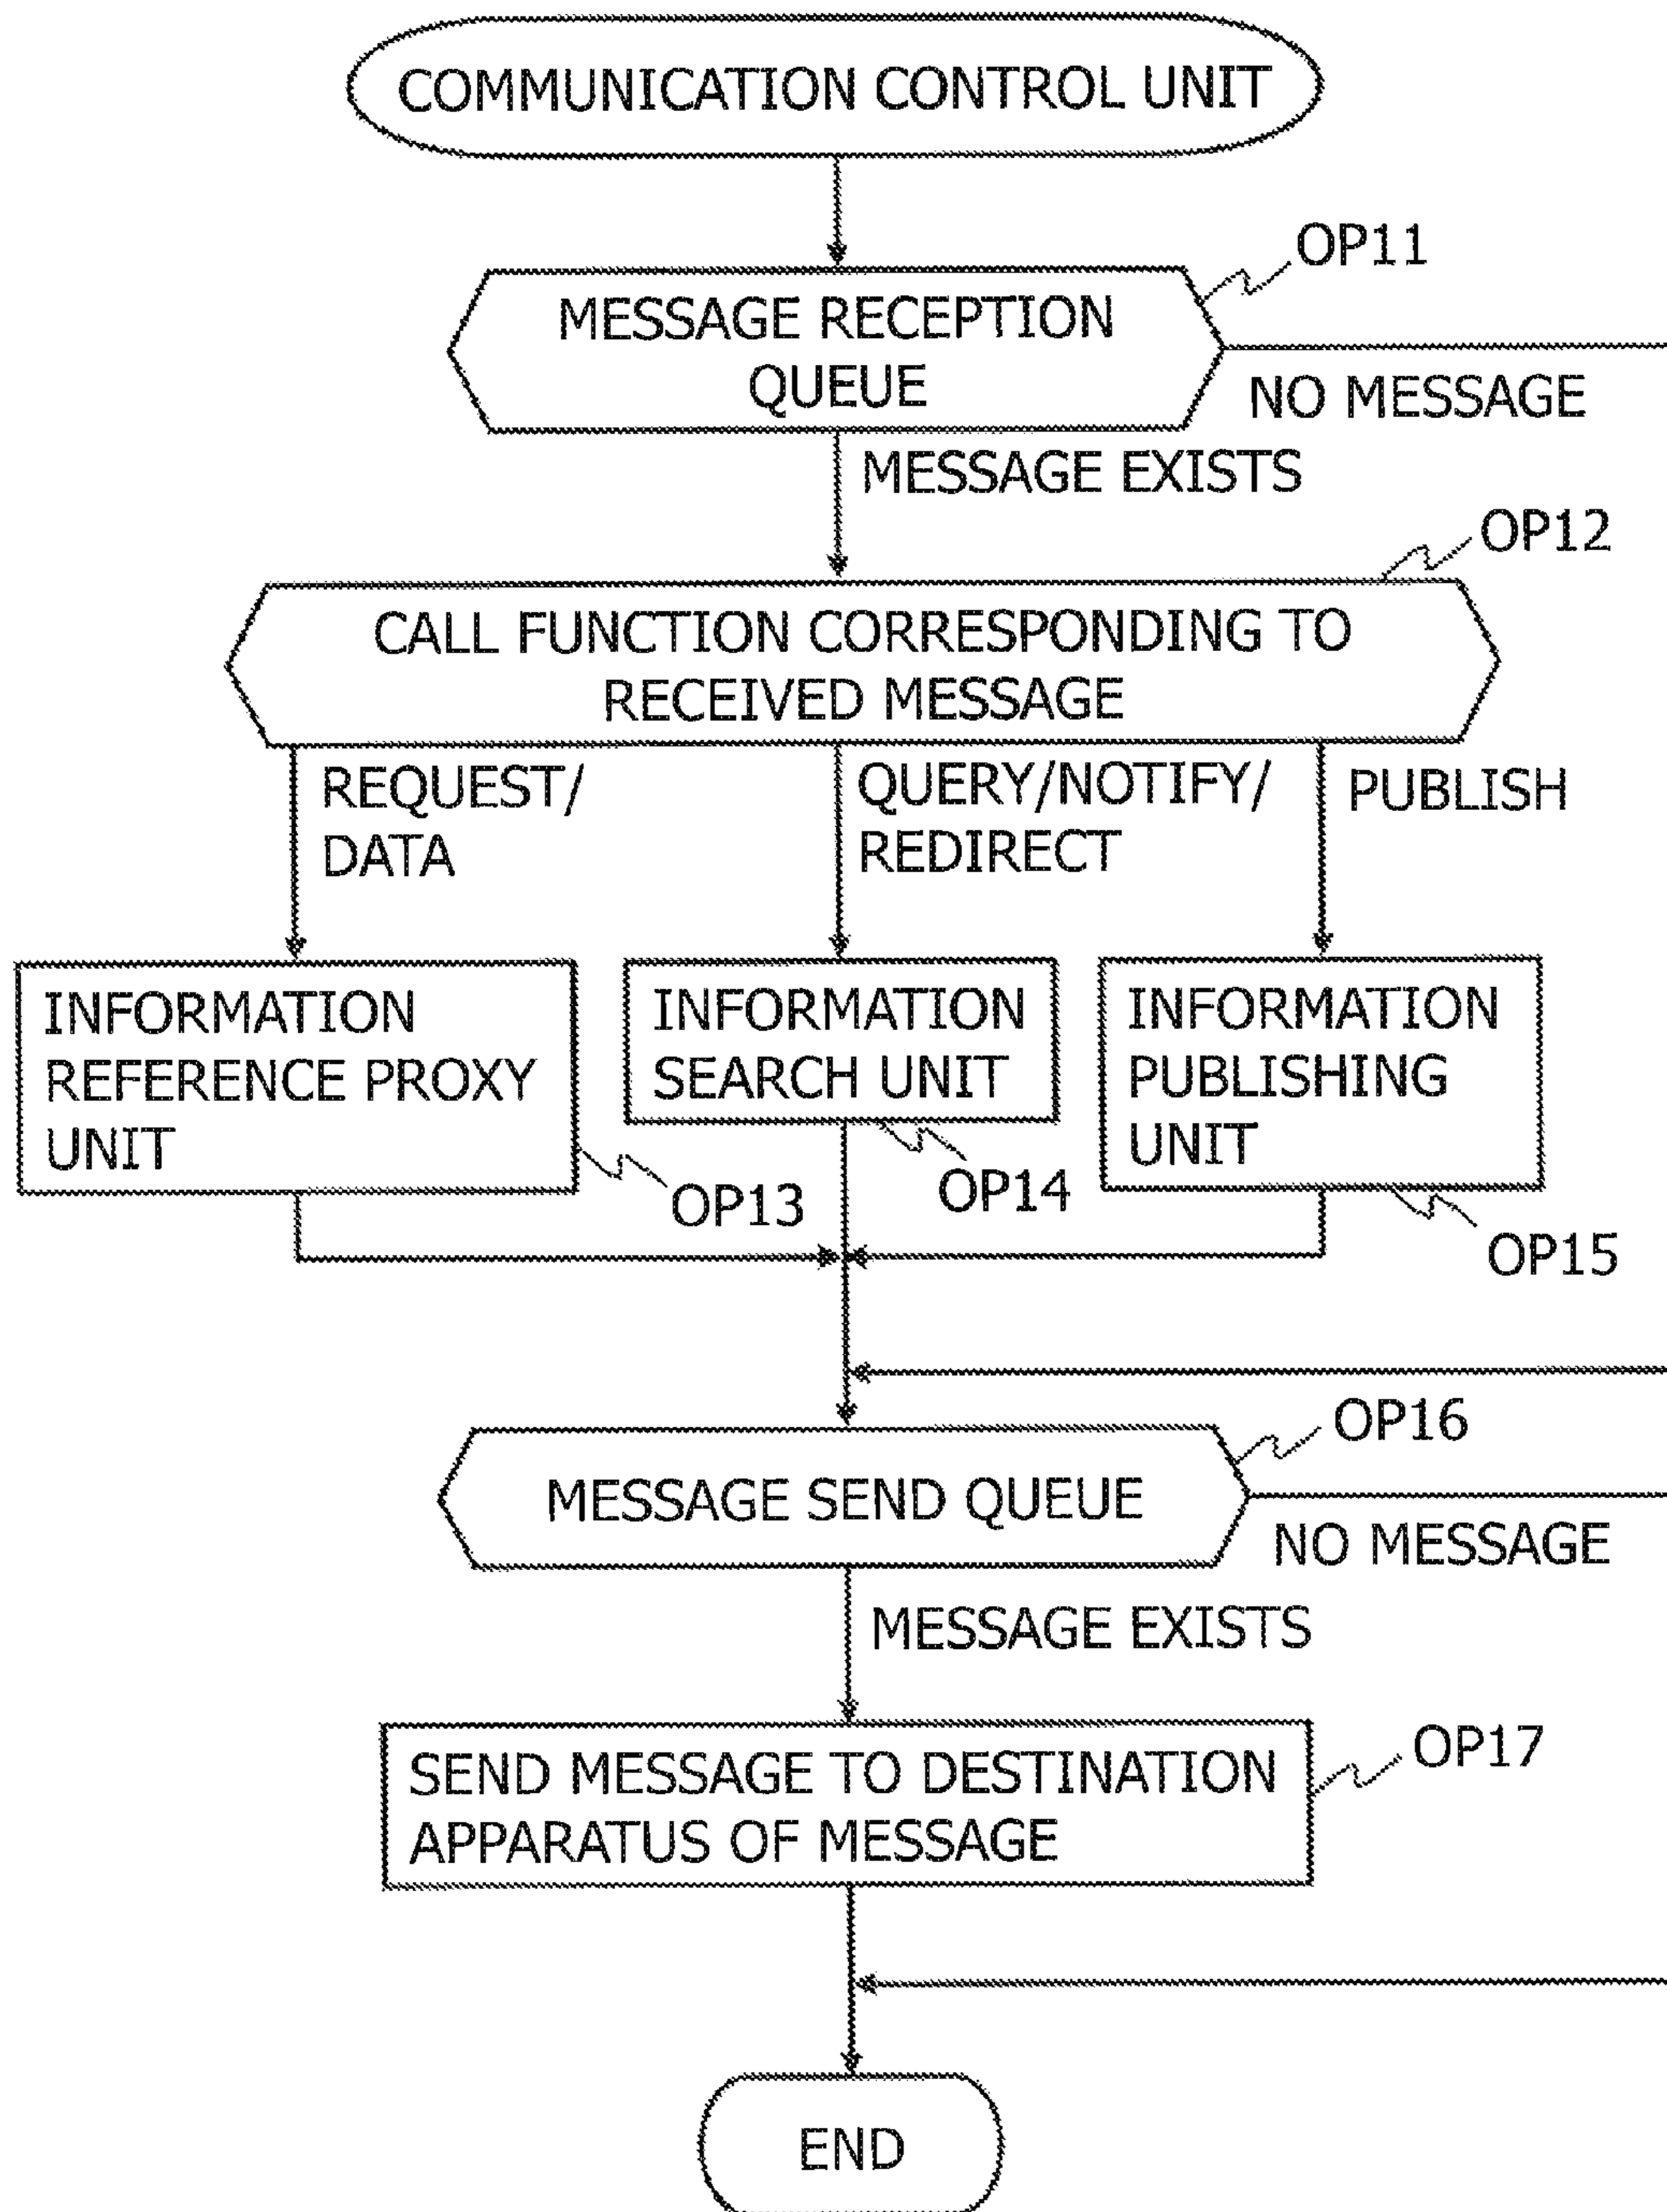 COMMUNICATION CONTROL UNIT
OP11
MESSAGE RECEPTION
QUEUE
NO MESSAGE
MESSAGE EXISTS
OP12
CALL FUNCTION CORRESPONDING TO
RECEIVED MESSAGE
REQUEST/
DATA
QUERY/NOTIFY/
REDIRECT
PUBLISH
INFORMATION
REFERENCE PROXY
UNIT
OP13
INFORMATION
SEARCH UNIT
OP14
INFORMATION
PUBLISHING
UNIT
OP15
OP16
MESSAGE SEND QUEUE
NO MESSAGE
MESSAGE EXISTS
OP17
SEND MESSAGE TO DESTINATION
APPARATUS OF MESSAGE
END